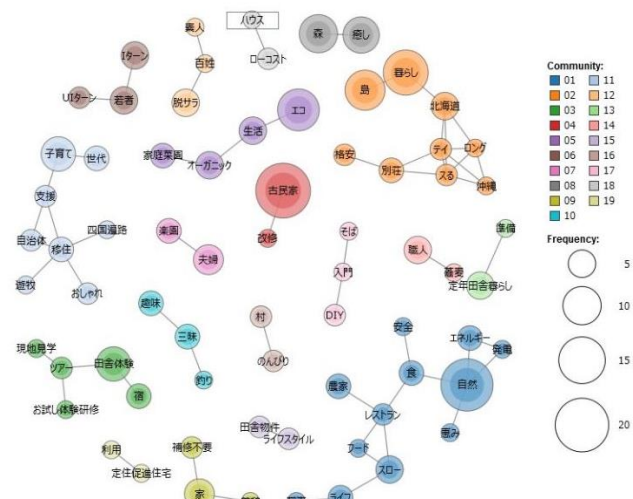 素人
ハウス
森
癒し
Iターン
百姓
ローコスト
暮らし
UIターン
若者
脱サラ
島
北海道
エコ
生活
子育て
世代
家庭菜園
オーガニック
格安
別荘
ステイ
ロング
する
沖縄
古民家
支援
自治体
移住
四国遍路
楽園
夫婦
改修
そば
職人
準備
入門
蕎麦
定年田舎暮らし
遊牧
おしゃれ
趣味
村
DIY
三昧
安全
エネルギー
発電
現地見学
ツアー
田舎体験
のんびり
食
自然
釣り
宿
農家
お試し体験研修
レストラン
恵み
田舎物件
ライフスタイル
利用
補修不要
フード
定住促進住宅
スロー
家
ライフ
Community:
01 11
02 12
03 13
04 14
05 15
06 16
07 17
08 18
09 19
10
Frequency:
5
10
15
20